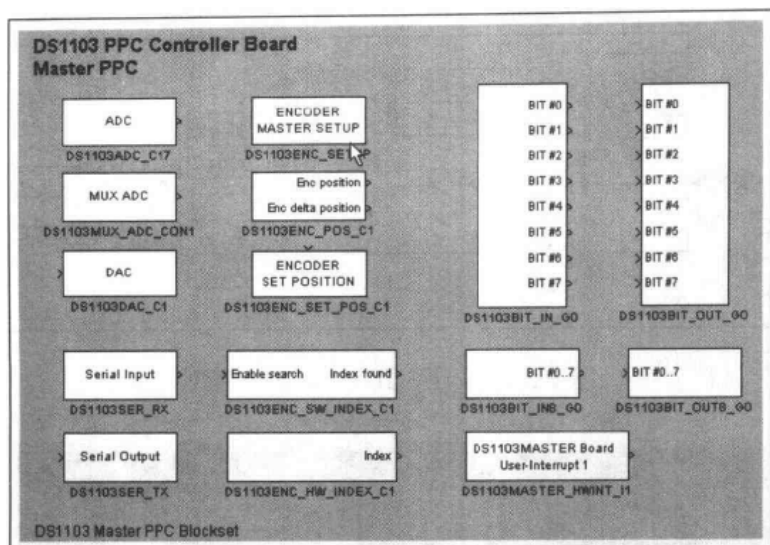 DS1103 PPC Controller Board
Master PPC
ADC
DS1103ADC_C17
MUX ADC
DS1103MUX_ADC_CON1
DAC
DS1103DAC_C1
Serial Input
DS1103SER_RX
Serial Output
DS1103SER_TX
ENCODER
MASTER SETUP
DS1103ENC_SETUP
Enc position
Enc delta position
DS1103ENC_POS_C1
ENCODER
SET POSITION
DS1103ENC_SET_POS_C1
Enable search Index found
DS1103ENC_SW_INDEX_C1
Index
DS1103ENC_HW_INDEX_C1
BIT #0
BIT #1
BIT #2
BIT #3
BIT #4
BIT #5
BIT #6
BIT #7
DS1103BIT_IN_G0
BIT #0
BIT #1
BIT #2
BIT #3
BIT #4
BIT #5
BIT #6
BIT #7
DS1103BIT_OUT_G0
BIT #0..7
DS1103BIT_IN8_G0
BIT #0..7
DS1103BIT_OUT8_G0
DS1103MASTER Board
User-Interrupt 1
DS1103MASTER_HWINT_I1
DS1103 Master PPC Blockset